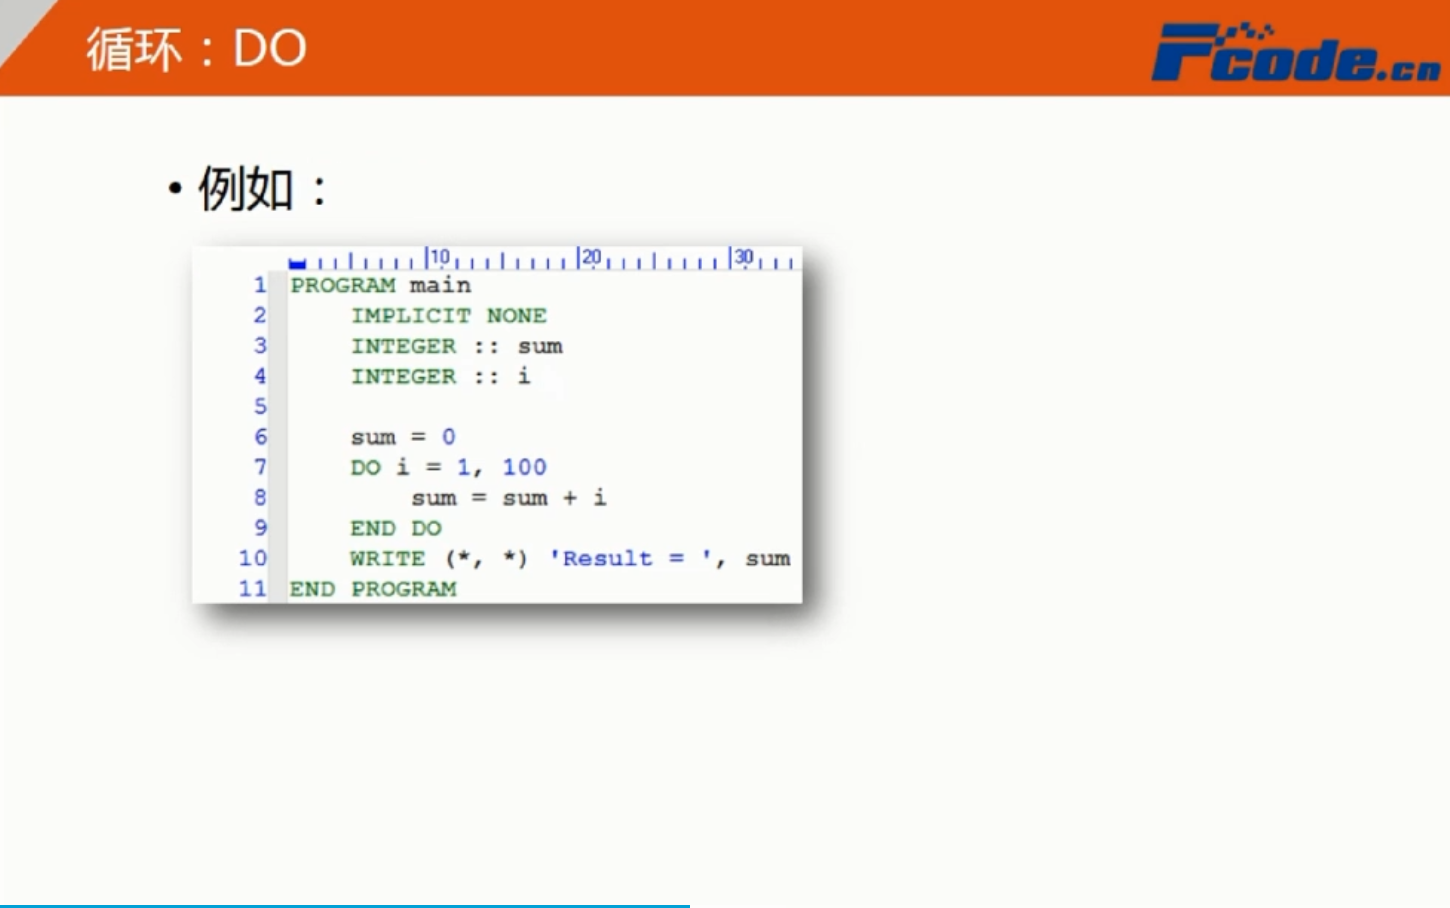 循环：DO
Fcode.cn
• 例如：
10 20 30
1 PROGRAM main
2     IMPLICIT NONE
3     INTEGER :: sum
4     INTEGER :: i
5
6     sum = 0
7     DO i = 1, 100
8         sum = sum + i
9     END DO
10     WRITE (*, *) 'Result = ', sum
11 END PROGRAM